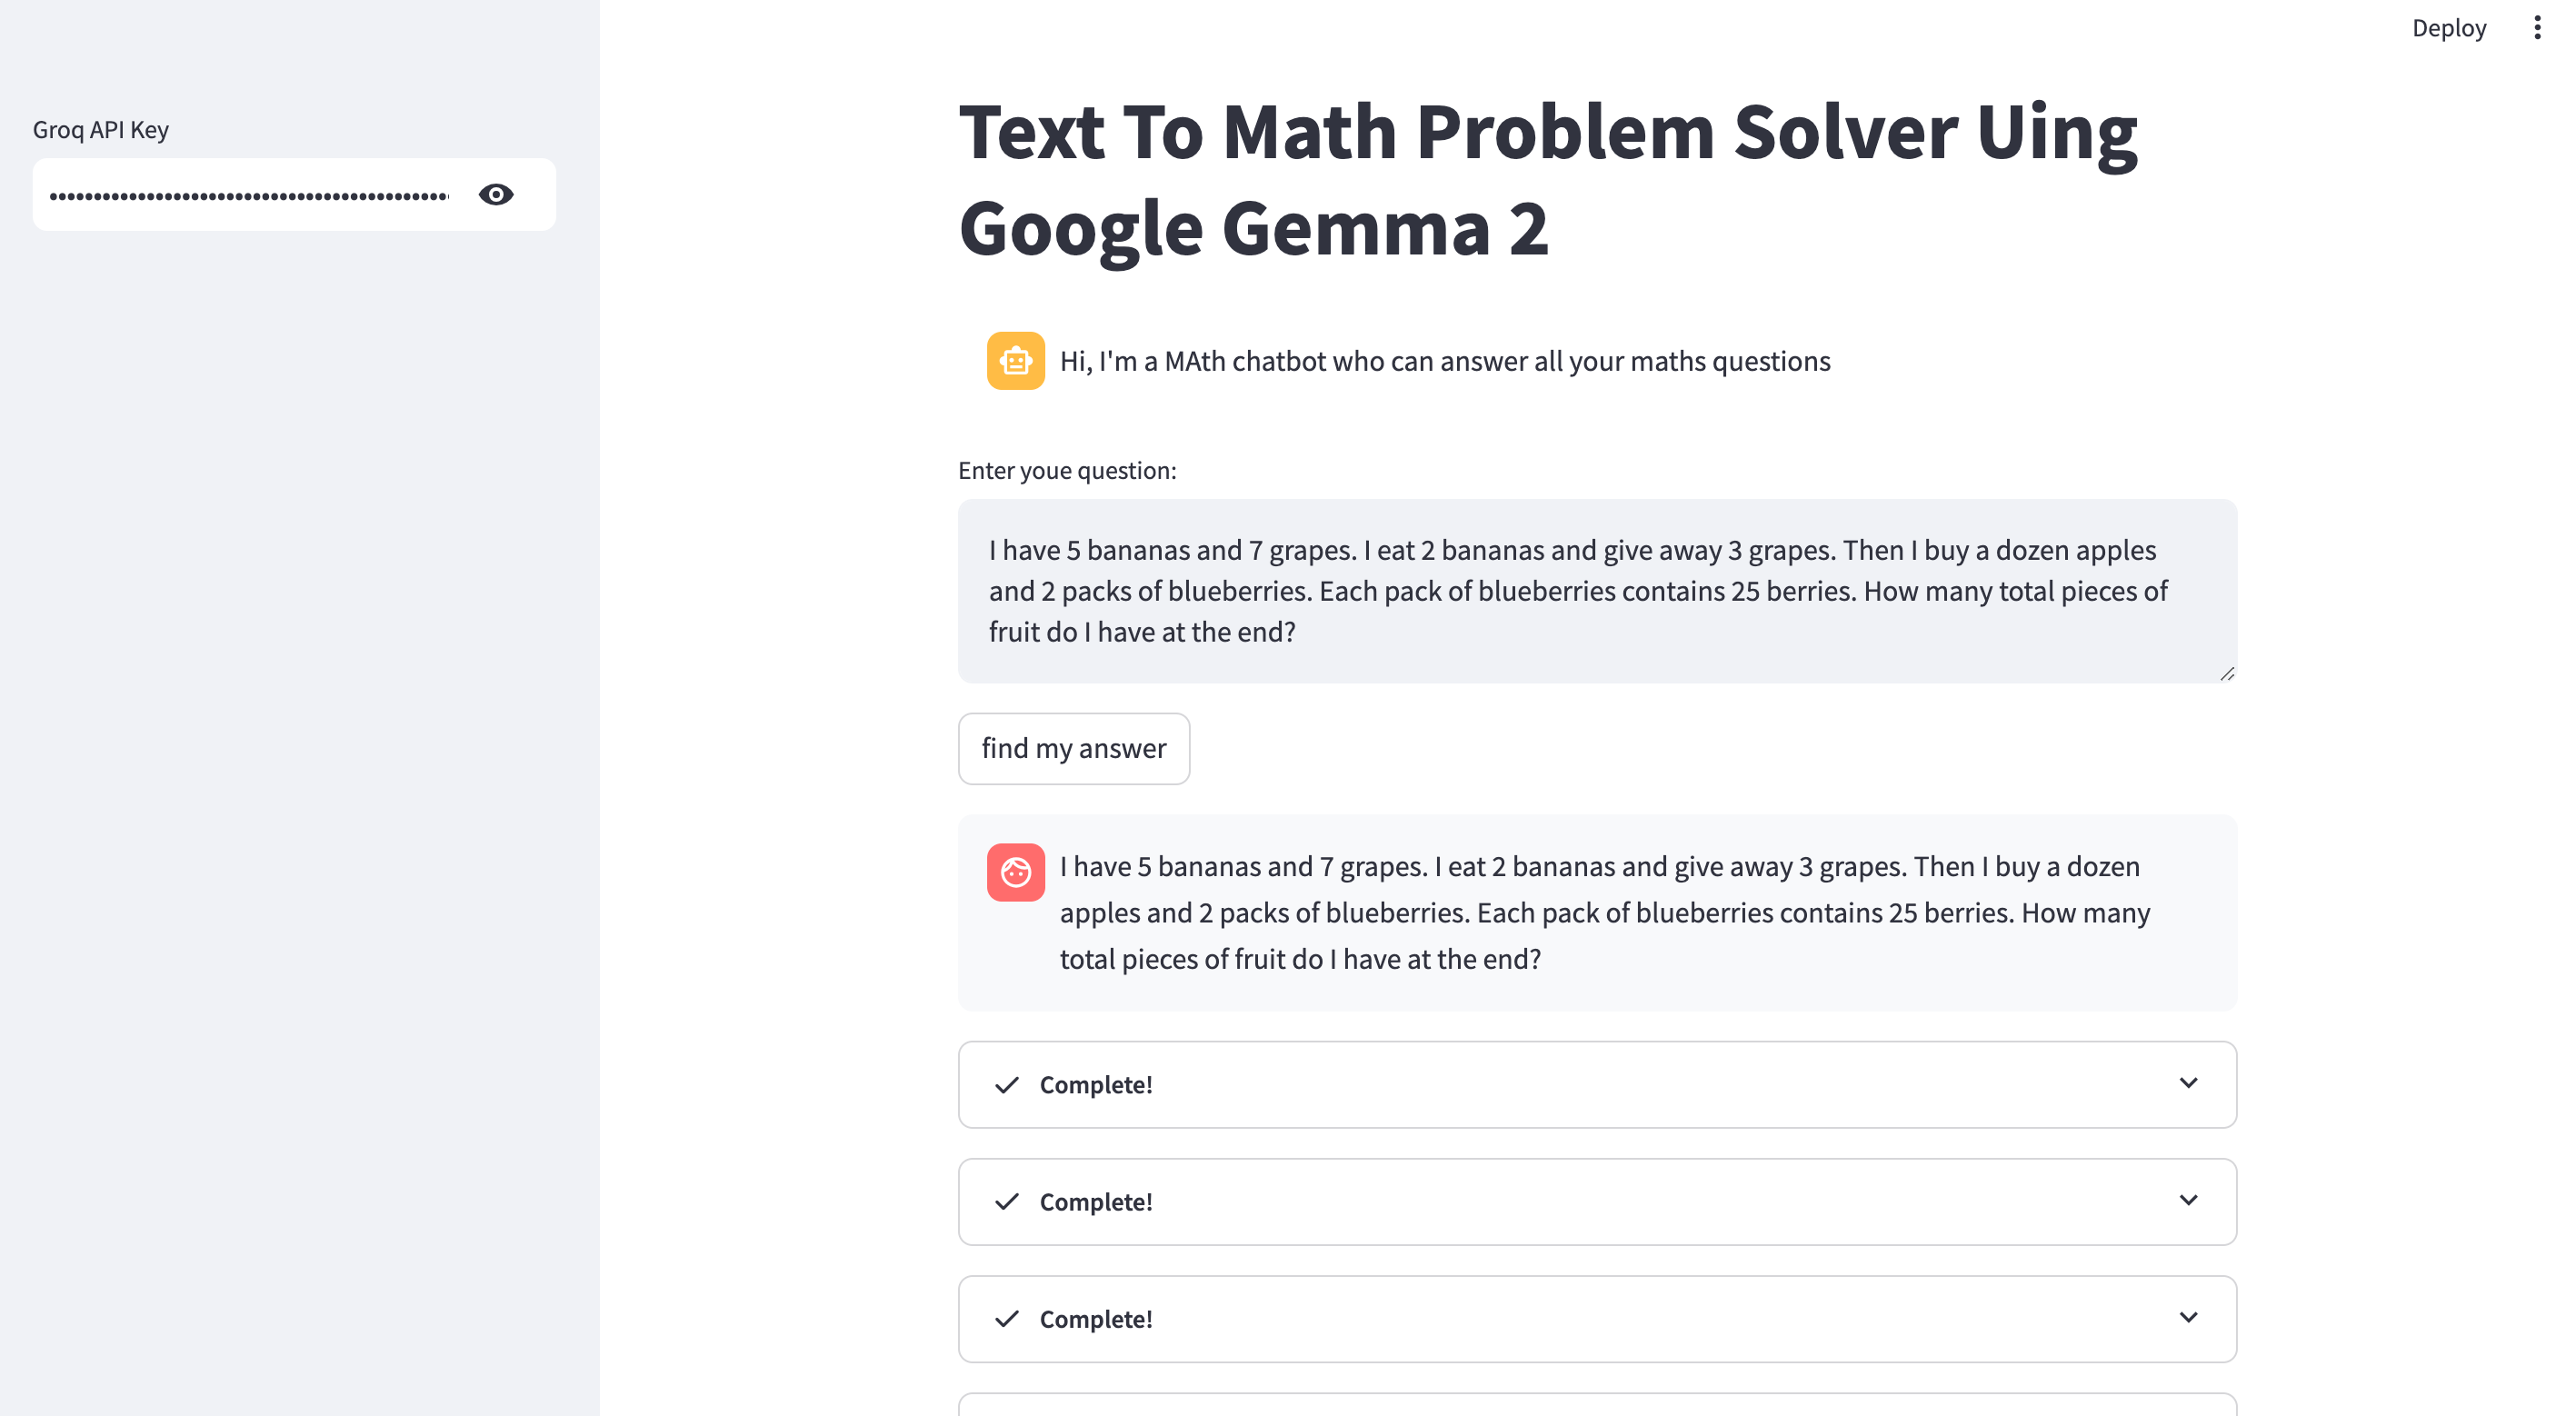 Deploy
Groq API Key
Text To Math Problem Solver Uing
Google Gemma 2
Hi, I'm a MAth chatbot who can answer all your maths questions
Enter youe question:
I have 5 bananas and 7 grapes. I eat 2 bananas and give away 3 grapes. Then I buy a dozen apples
and 2 packs of blueberries. Each pack of blueberries contains 25 berries. How many total pieces of
fruit do I have at the end?
find my answer
I have 5 bananas and 7 grapes. I eat 2 bananas and give away 3 grapes. Then I buy a dozen
apples and 2 packs of blueberries. Each pack of blueberries contains 25 berries. How many
total pieces of fruit do I have at the end?
Complete!
Complete!
Complete!